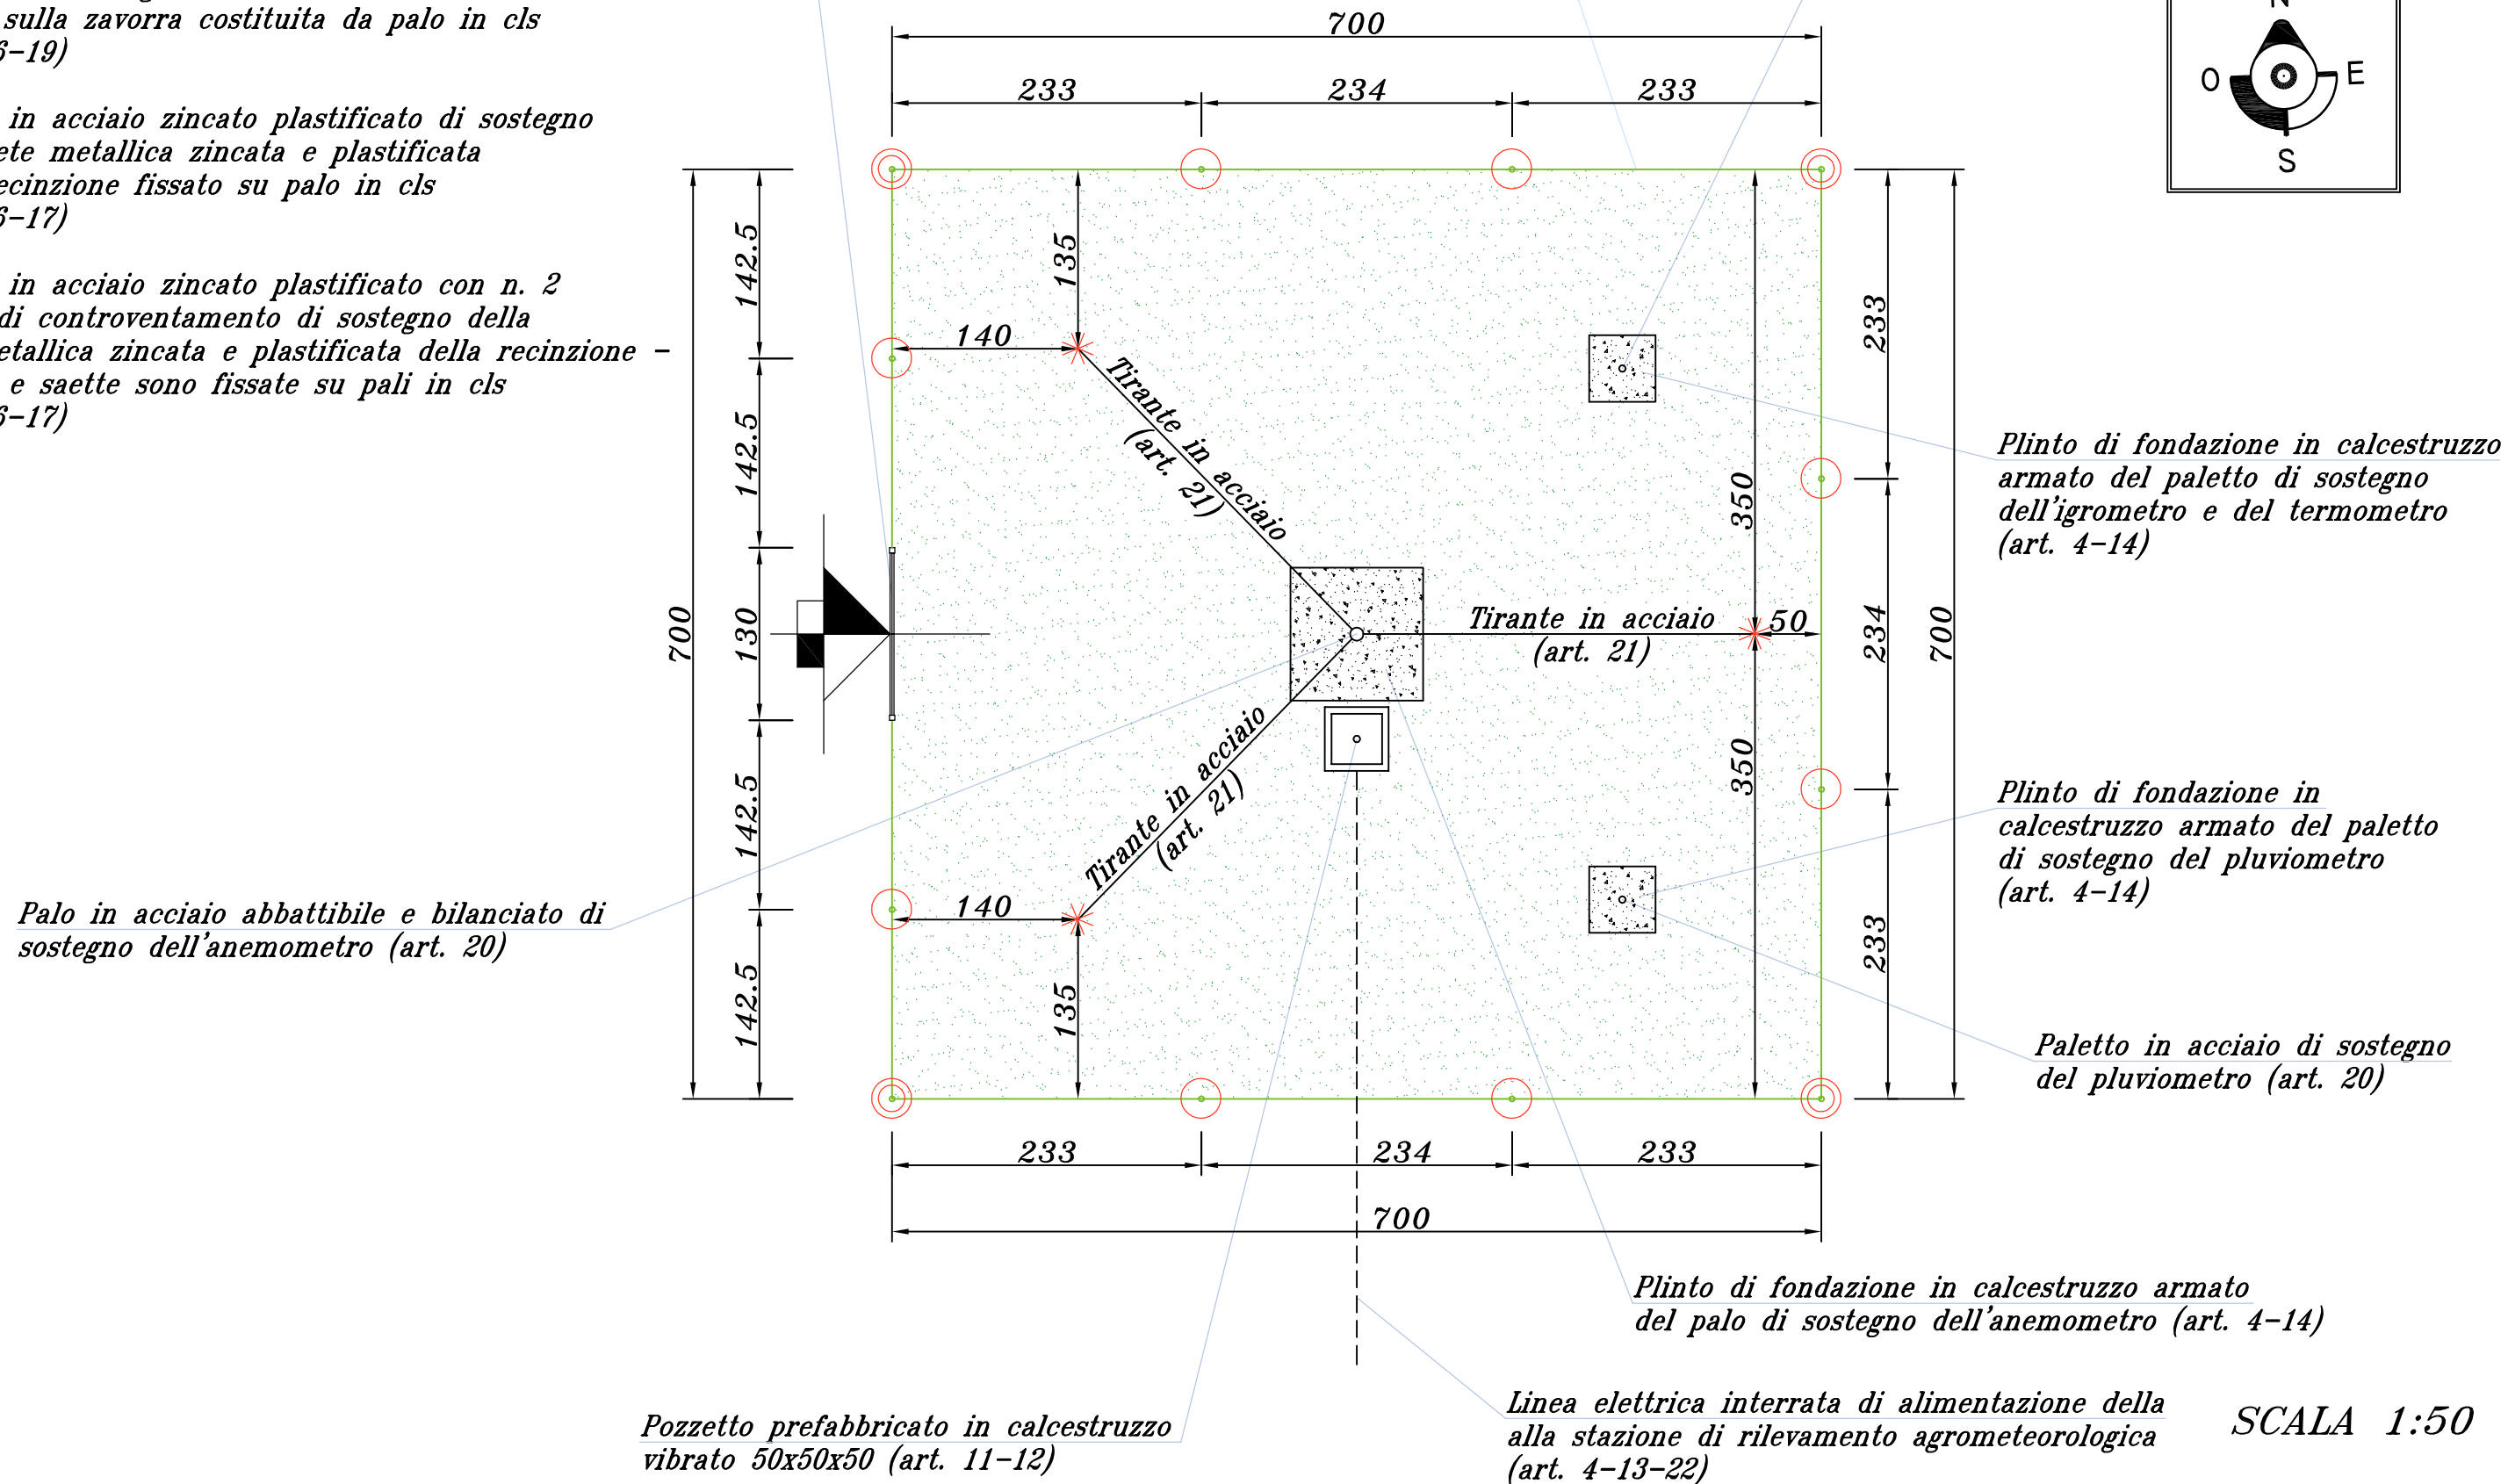 sulla zavorra costituita da palo in cls
6-19)
in acciaio zincato plastificato di sostegno
ete metallica zincata e plastificata
ecinzione fissato su palo in cls
6-17)
in acciaio zincato plastificato con n. 2
di controventamento di sostegno della
etallica zincata e plastificata della recinzione -
e saette sono fissate su pali in cls
6-17)
700
233
234
233
O
E
S
142.5
142.5
130
142.5
142.5
700
135
140
Tirante in acciaio
(art. 21)
350
Tirante in acciaio
(art. 21)
50
350
Tirante in acciaio
(art. 21)
140
135
233
234
233
700
Plinto di fondazione in calcestruzzo
armato del paletto di sostegno
dell'igrometro e del termometro
(art. 4-14)
Plinto di fondazione in
calcestruzzo armato del paletto
di sostegno del pluviometro
(art. 4-14)
Palo in acciaio abbattibile e bilanciato di
sostegno dell'anemometro (art. 20)
Paletto in acciaio di sostegno
del pluviometro (art. 20)
233
234
233
700
Plinto di fondazione in calcestruzzo armato
del palo di sostegno dell'anemometro (art. 4-14)
Pozzetto prefabbricato in calcestruzzo
vibrato 50x50x50 (art. 11-12)
Linea elettrica interrata di alimentazione della
alla stazione di rilevamento agrometeorologica
(art. 4-13-22)
SCALA 1:50